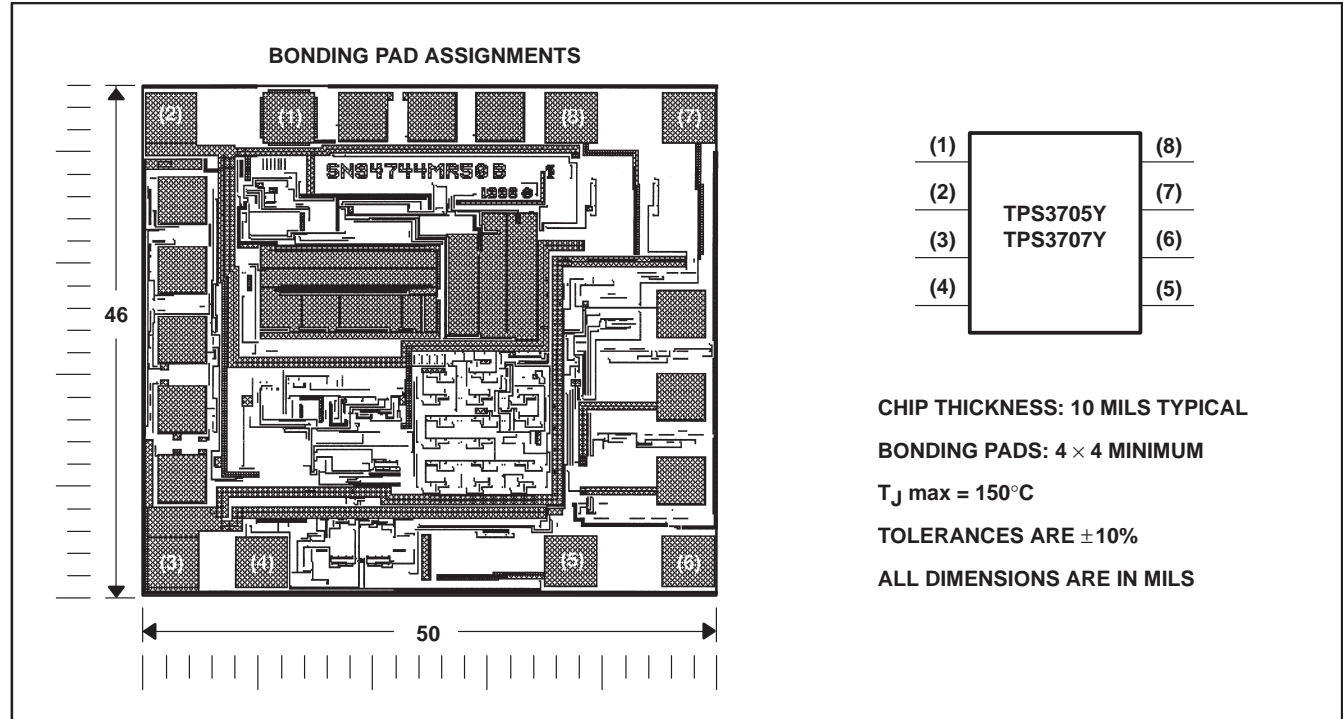 BONDING PAD ASSIGNMENTS
(2)
(1)
(8)
(7)
46
(3)
(4)
(5)
(6)
50
(1)
(2)
(3)
(4)
TPS3705Y
TPS3707Y
(8)
(7)
(6)
(5)
CHIP THICKNESS: 10 MILS TYPICAL
BONDING PADS: 4 × 4 MINIMUM
TJ max = 150°C
TOLERANCES ARE ±10%
ALL DIMENSIONS ARE IN MILS